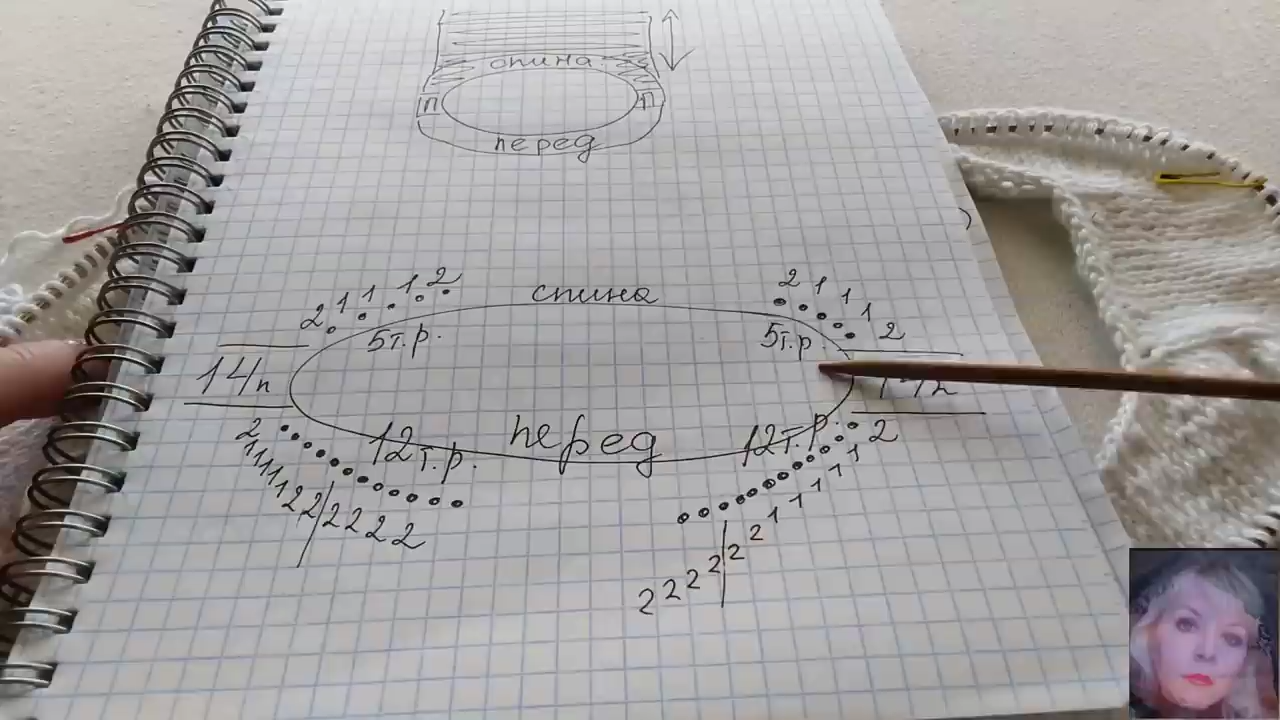 спина
П П
перед
спина
2 1 1 1 2
2 1 1 1 2
5т.р.
5т.р.
14п
перед
12т.р.
12т.р.
2 1 1 1 1 2 2 2 2 2 2
2 1 1 1 1 2 2 2 2 2 2